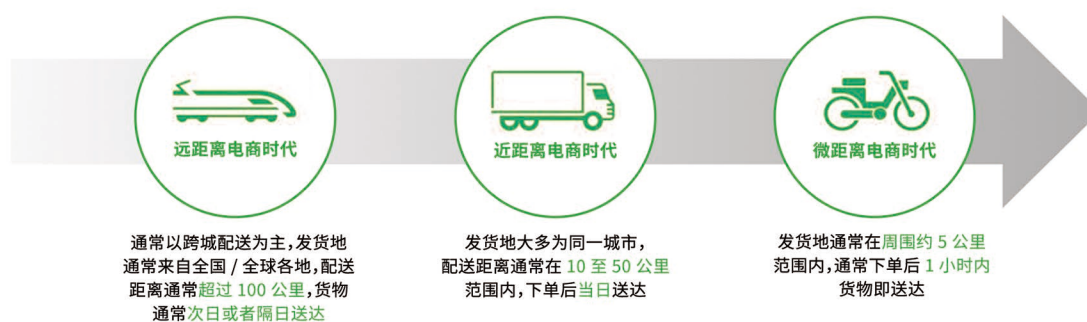 远距离电商时代
通常以跨城配送为主,发货地
通常来自全国 / 全球各地,配送
距离通常超过 100 公里,货物
通常次日或者隔日送达
近距离电商时代
发货地大多为同一城市,
配送距离通常在 10 至 50 公里
范围内,下单后当日送达
微距离电商时代
发货地通常在周围约 5 公里
范围内,通常下单后 1 小时内
货物即送达